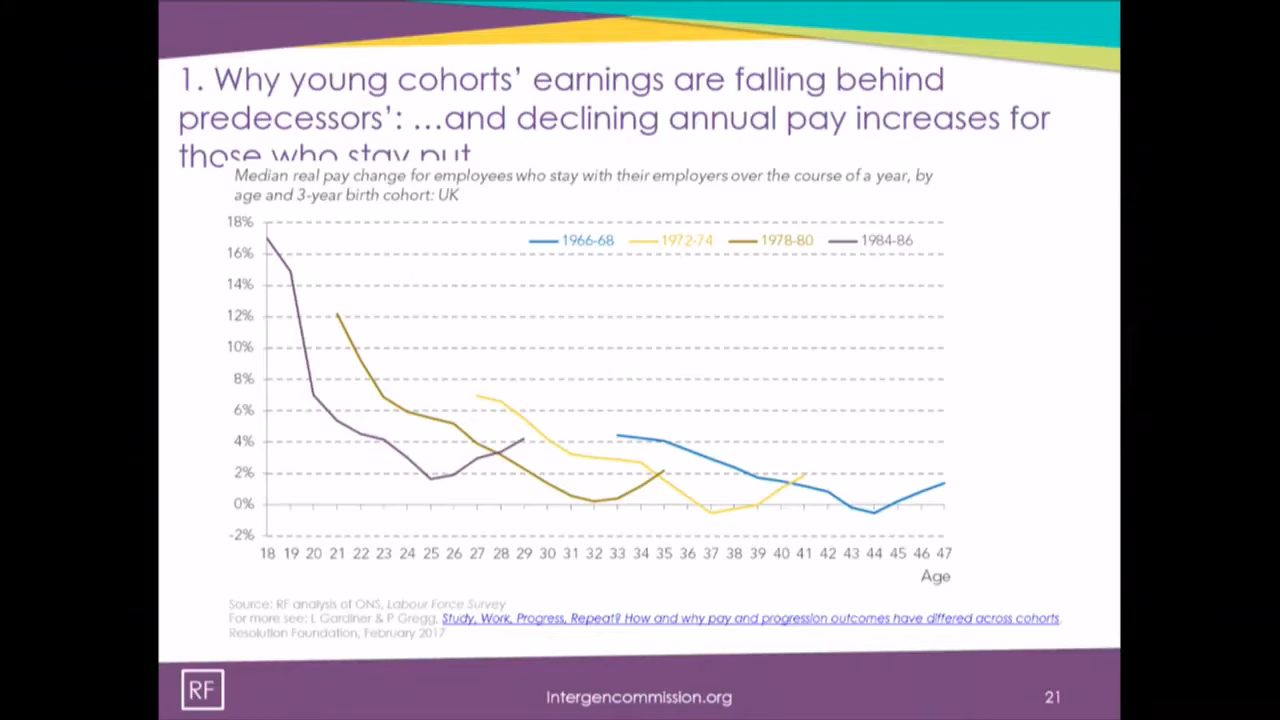 1. Why young cohorts’ earnings are falling behind
predecessors’: ...and declining annual pay increases for
those who stay put
Median real pay change for employees who stay with their employers over the course of a year, by
age and 3-year birth cohort: UK
18%
1966-68 1972-74 1978-80 1984-86
16%
14%
12%
10%
8%
6%
4%
2%
0%
-2%
18 19 20 21 22 23 24 25 26 27 28 29 30 31 32 33 34 35 36 37 38 39 40 41 42 43 44 45 46 47
Age
Source: RF analysis of ONS, Labour Force Survey
For more see: L Gardiner & P Gregg, Study, Work, Progress, Repeat? How and why pay and progression outcomes have differed across cohorts,
Resolution Foundation, February 2017
RF
Intergencommission.org
21